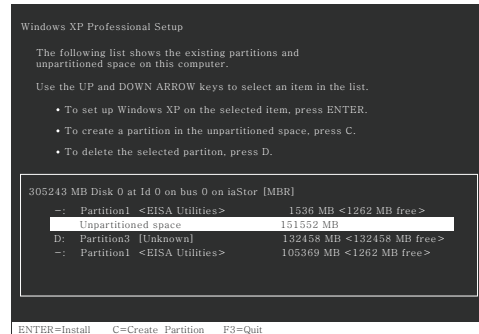 Windows XP Professional Setup
The following list shows the existing partitions and
unpartitioned space on this computer.
Use the UP and DOWN ARROW keys to select an item in the list.
• To set up Windows XP on the selected item, press ENTER.
• To create a partition in the unpartitioned space, press C.
• To delete the selected partiton, press D.
305243 MB Disk 0 at Id 0 on bus 0 on iaStor [MBR]
−: Partition1 <EISA Utilities> 1536 MB <1262 MB free>
Unpartitioned space 151552 MB
D: Partition3 [Unknown] 132458 MB <132458 MB free>
−: Partition1 <EISA Utilities> 105369 MB <1262 MB free>
ENTER=Install C=Create Partition F3=Quit